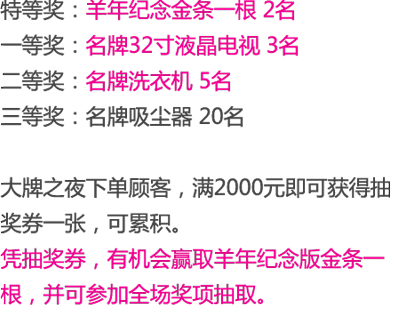 特等奖：羊年纪念金条一根 2名
一等奖：名牌32寸液晶电视 3名
二等奖：名牌洗衣机 5名
三等奖：名牌吸尘器 20名
大牌之夜下单顾客，满2000元即可获得抽
奖券一张，可累积。
凭抽奖券，有机会赢取羊年纪念版金条一
根，并可参加全场奖项抽取。